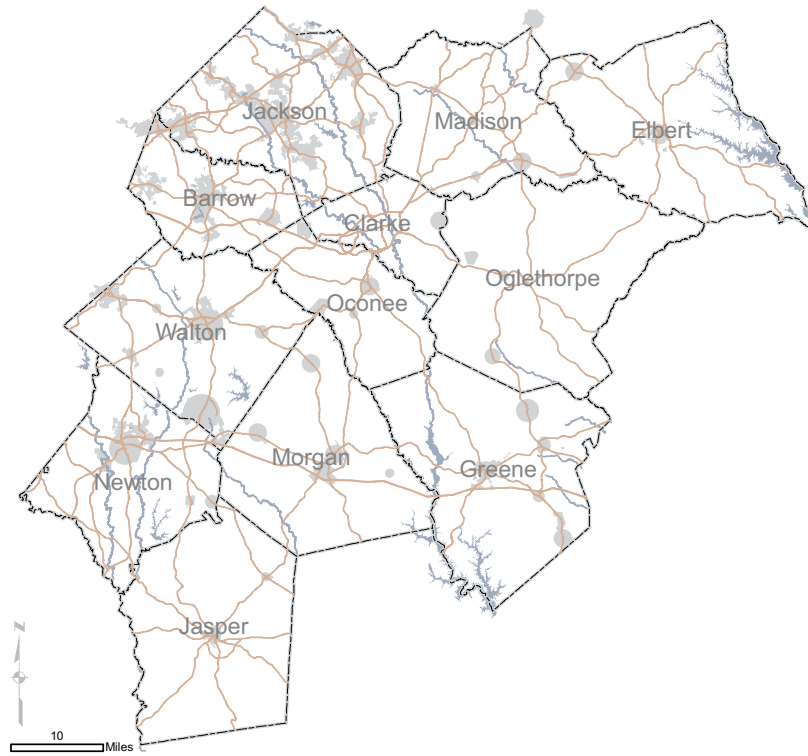 Jackson
Madison
Elbert
Barrow
Clarke
Oglethorpe
Oconee
Walton
Morgan
Greene
Newton
Jasper
N
10
Miles